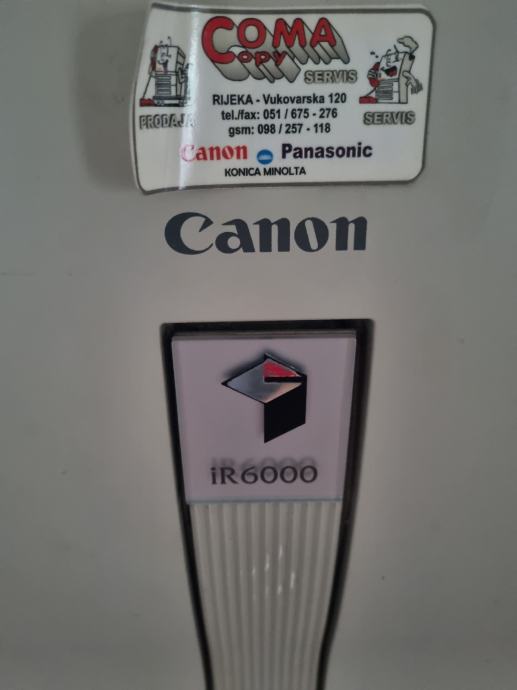 COMA
Copy
SERVIS
RIJEKA - Vukovarska 120
tel./fax: 051 / 675 - 276
gsm: 098 / 257 - 118
PRODAJA
SERVIS
Canon Panasonic
KONICA MINOLTA
Canon
iR6000